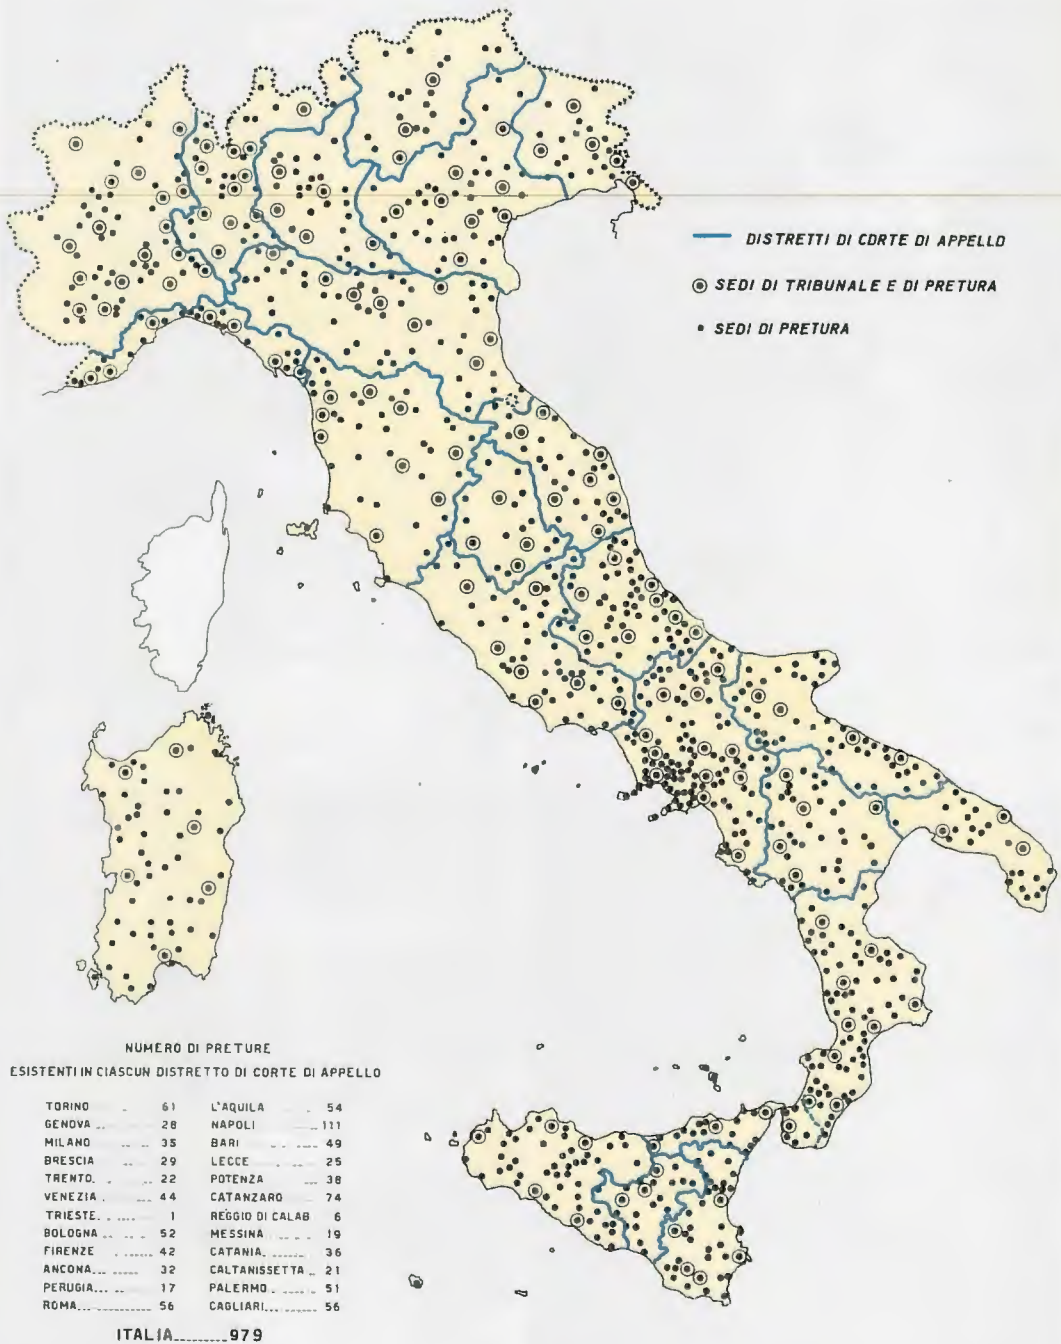 DISTRETTI DI CORTE DI APPELLO
SEDI DI TRIBUNALE E DI PRETURA
SEDI DI PRETURA
NUMERO DI PRETURE
ESISTENTI IN CIASCUN DISTRETTO DI CORTE DI APPELLO
TORINO . 61 L'AQUILA . 54
GENOVA .. 28 NAPOLI ... 111
MILANO .. .. 35 BARI .. ..... 49
BRESCIA .. 29 LECCE .... .. 25
TRENTO. . .. 22 POTENZA ... 38
VENEZIA . ... 44 CATANZARO ... 74
TRIESTE. . ..... 1 REGGIO DI CALAB 6
BOLOGNA .. .. . 52 MESSINA .. 19
FIRENZE . ...... 42 CATANIA. ....... 36
ANCONA... ..... 32 CALTANISSETTA .. 21
PERUGIA... .. 17 PALERMO . .... . 51
ROMA... .......... 56 CAGLIARI... ..... 56
ITALIA........979